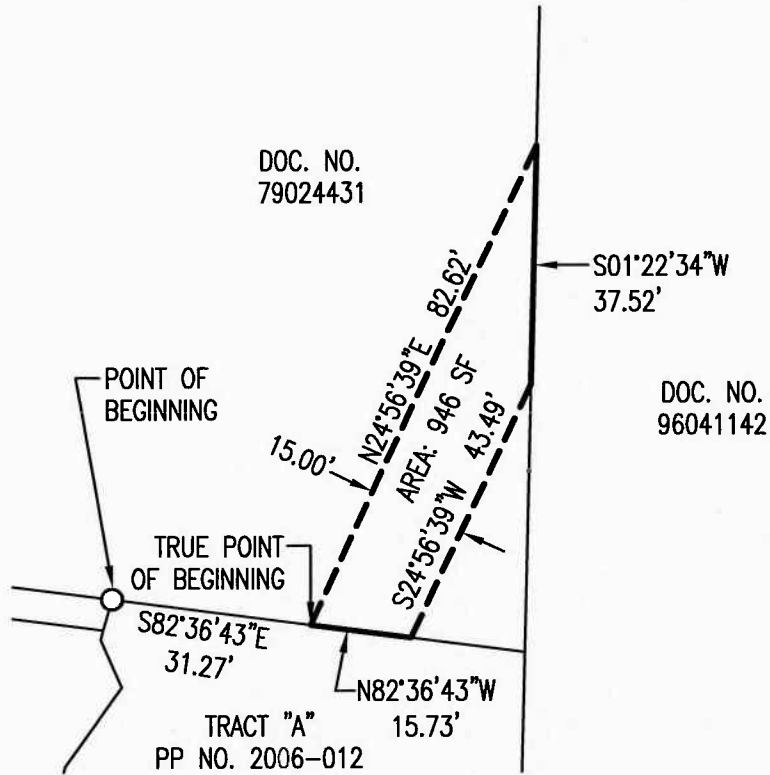 DOC. NO.
79024431
N24°56'39"E 82.62'
S01°22'34"W
37.52'
POINT OF
BEGINNING
DOC. NO.
96041142
AREA: 946 SF
15.00'
S24°56'39"W 43.49'
TRUE POINT
OF BEGINNING
S82°36'43"E
31.27'
N82°36'43"W
15.73'
TRACT "A"
PP NO. 2006-012